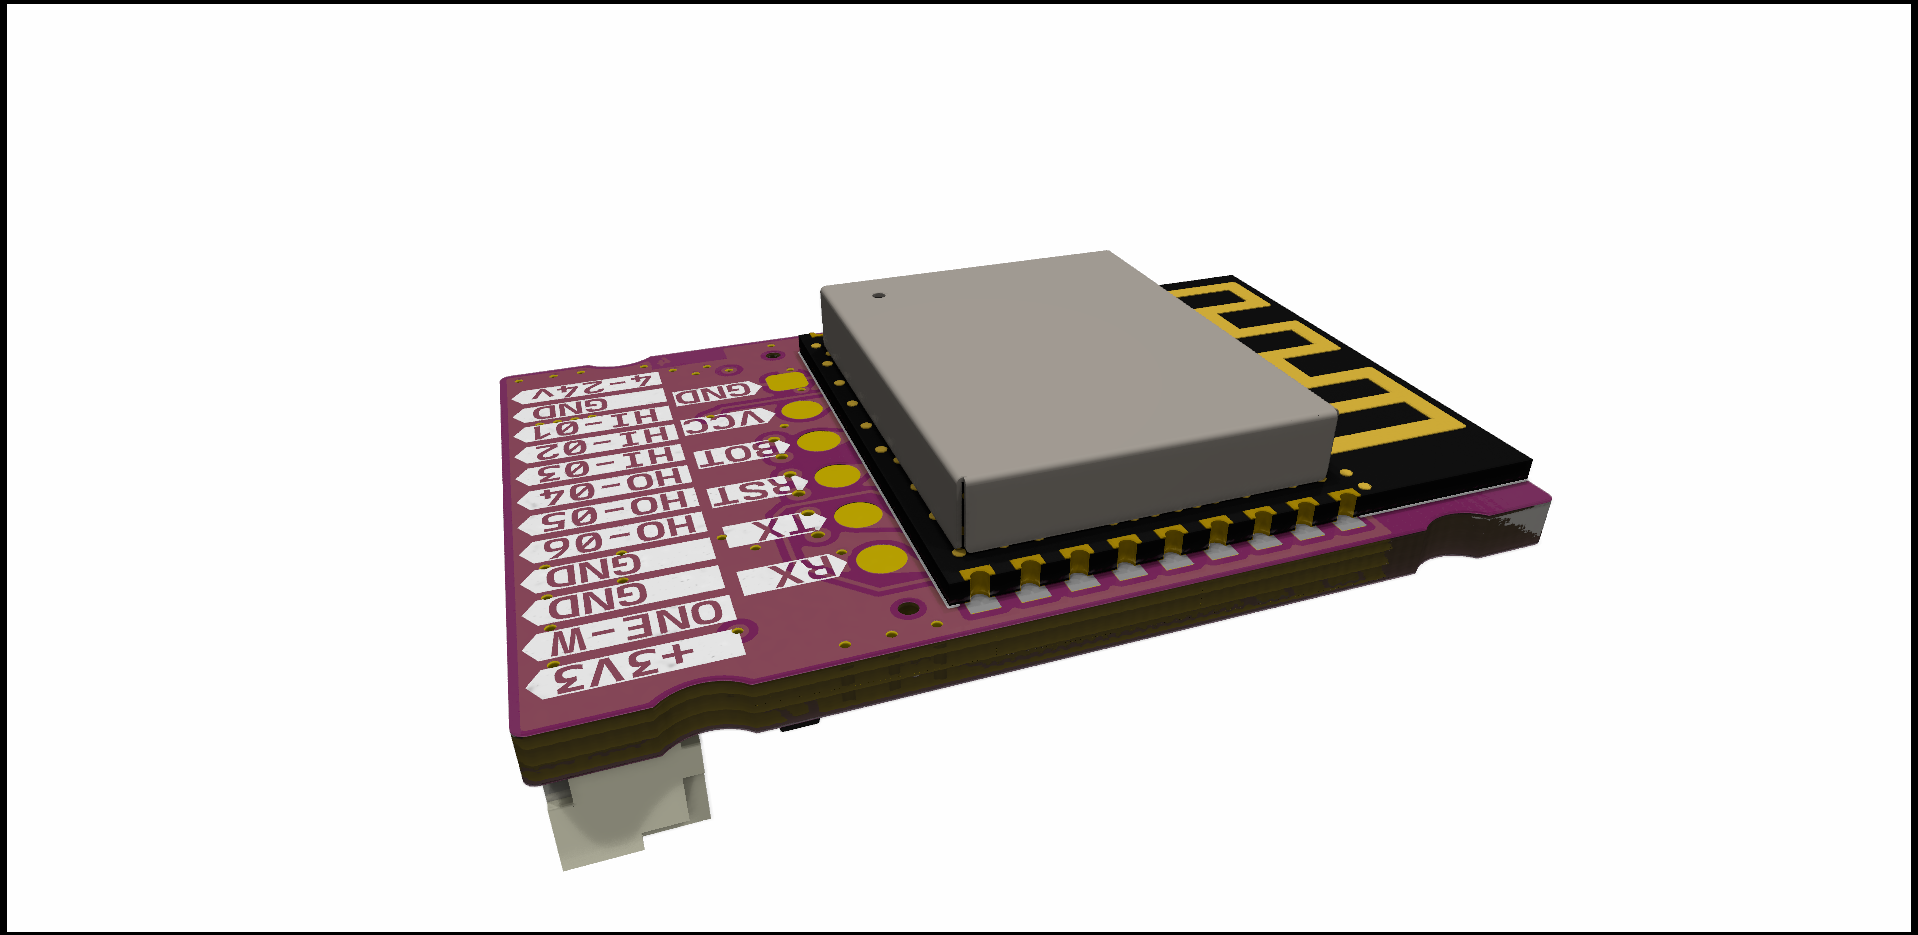 4-24V
GND
HI-01
HI-02
HI-03
HO-04
HO-05
HO-06
GND
GND
ONE-W
+3V3
GND
VCC
BOT
RST
TX
RX